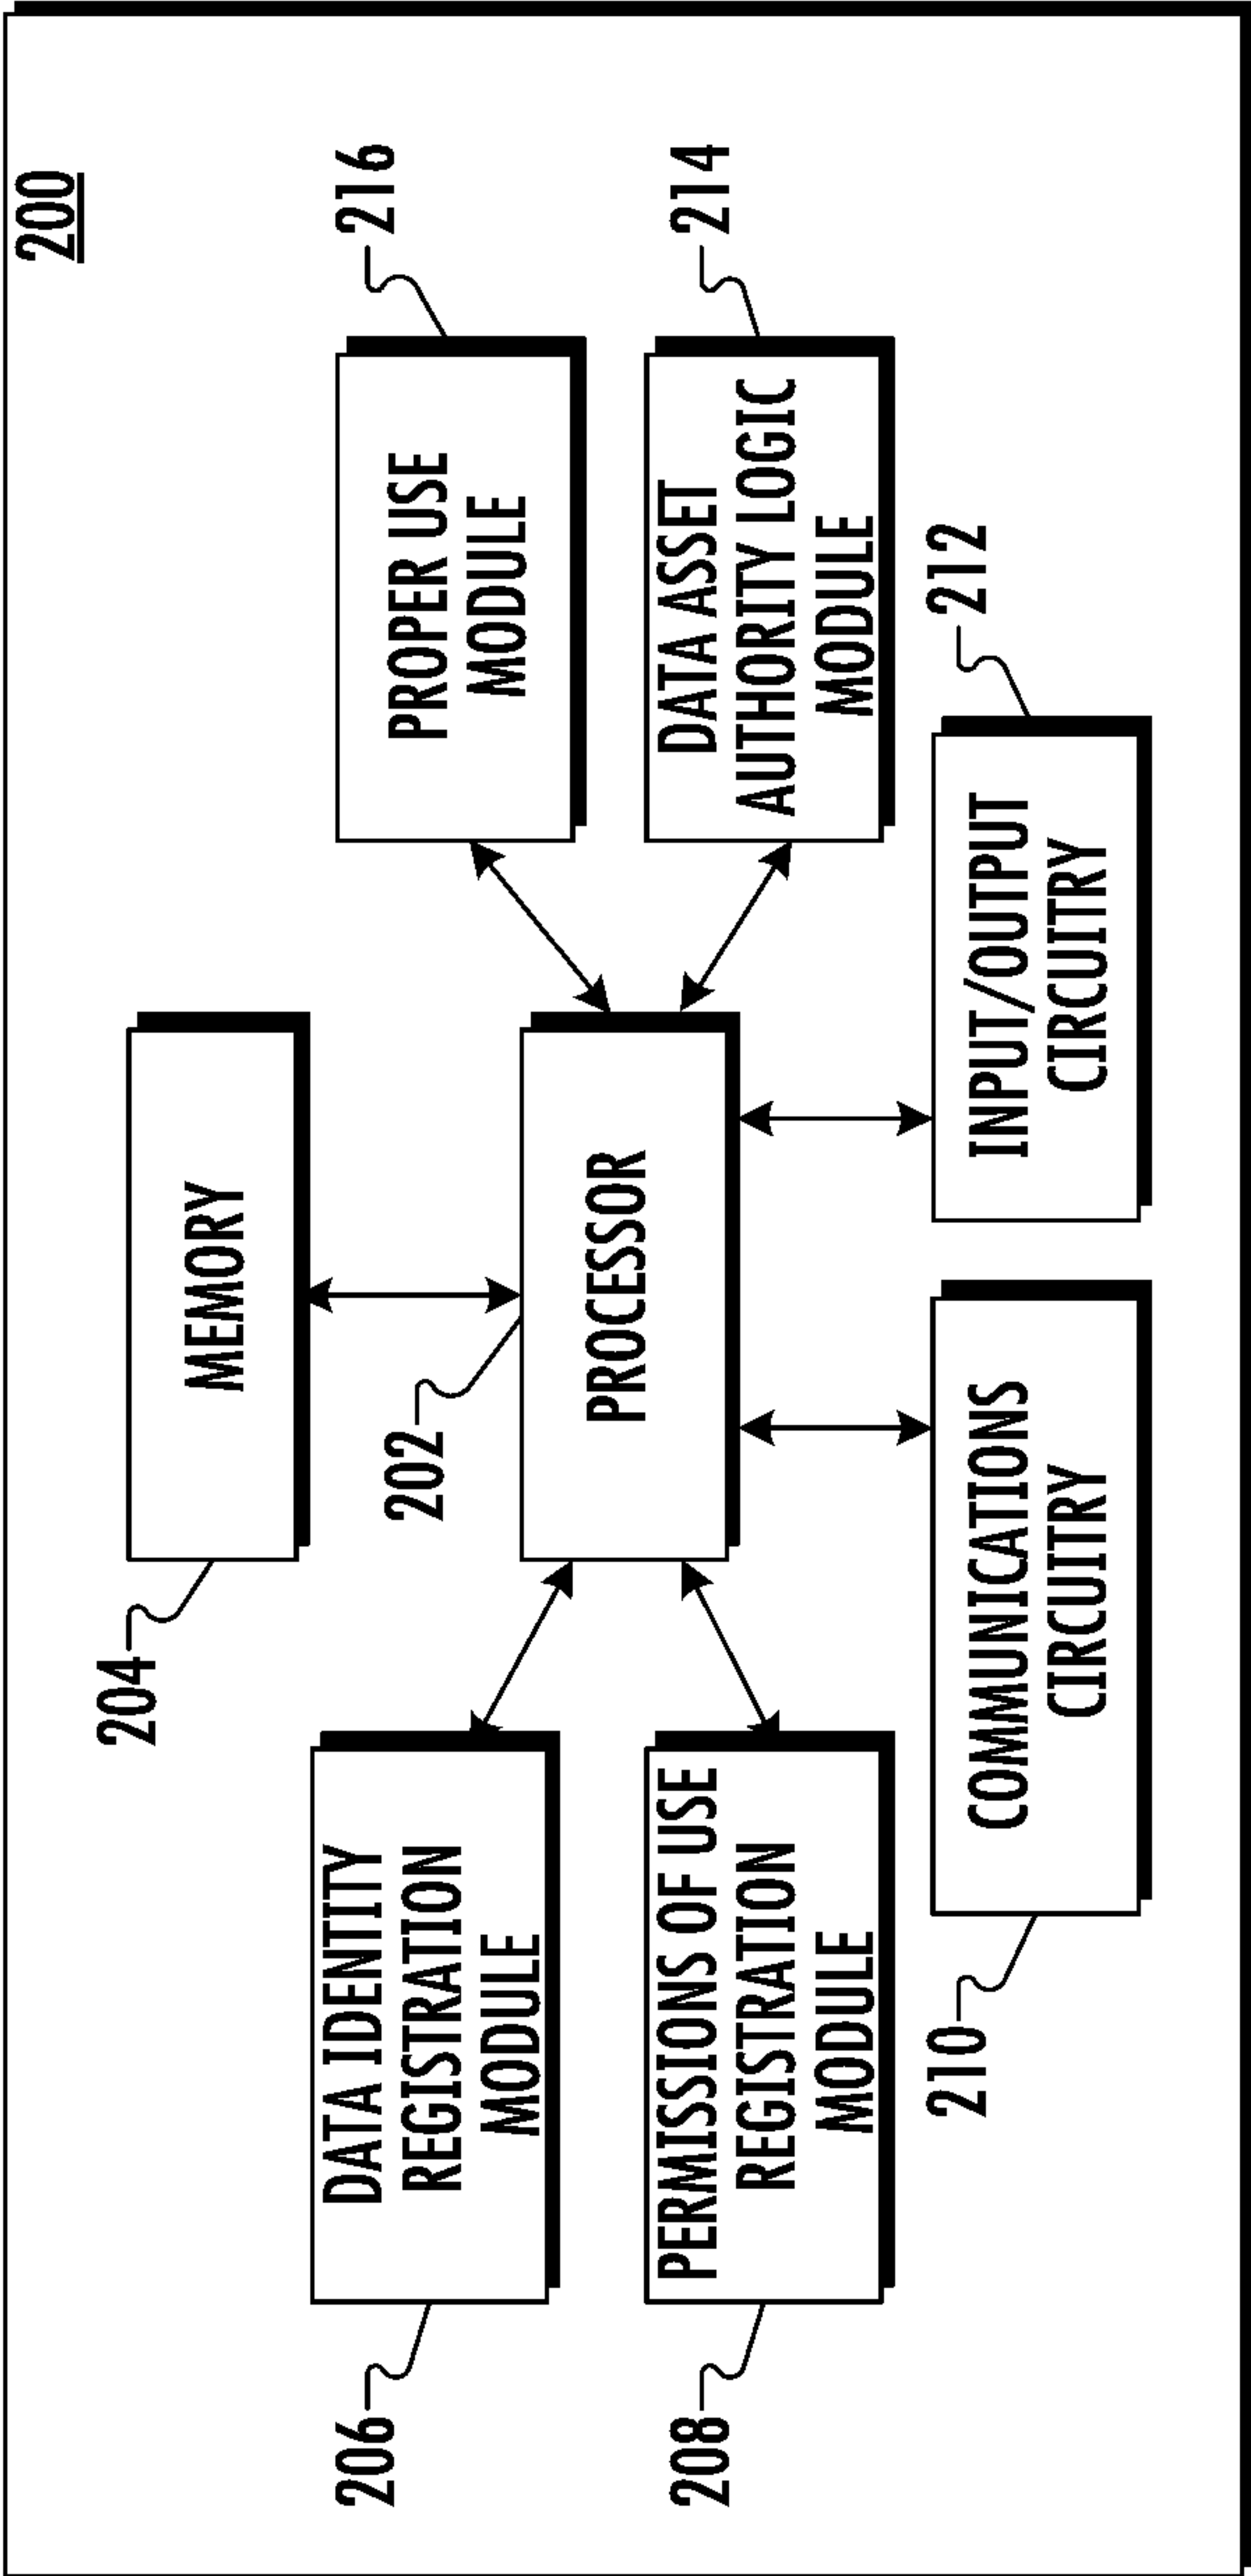 200
204
MEMORY
206
DATA IDENTITY
REGISTRATION
MODULE
202
PROCESSOR
PROPER USE
MODULE
216
208
PERMISSIONS OF USE
REGISTRATION
MODULE
DATA ASSET
AUTHORITY LOGIC
MODULE
214
210
COMMUNICATIONS
CIRCUITRY
INPUT/OUTPUT
CIRCUITRY
212